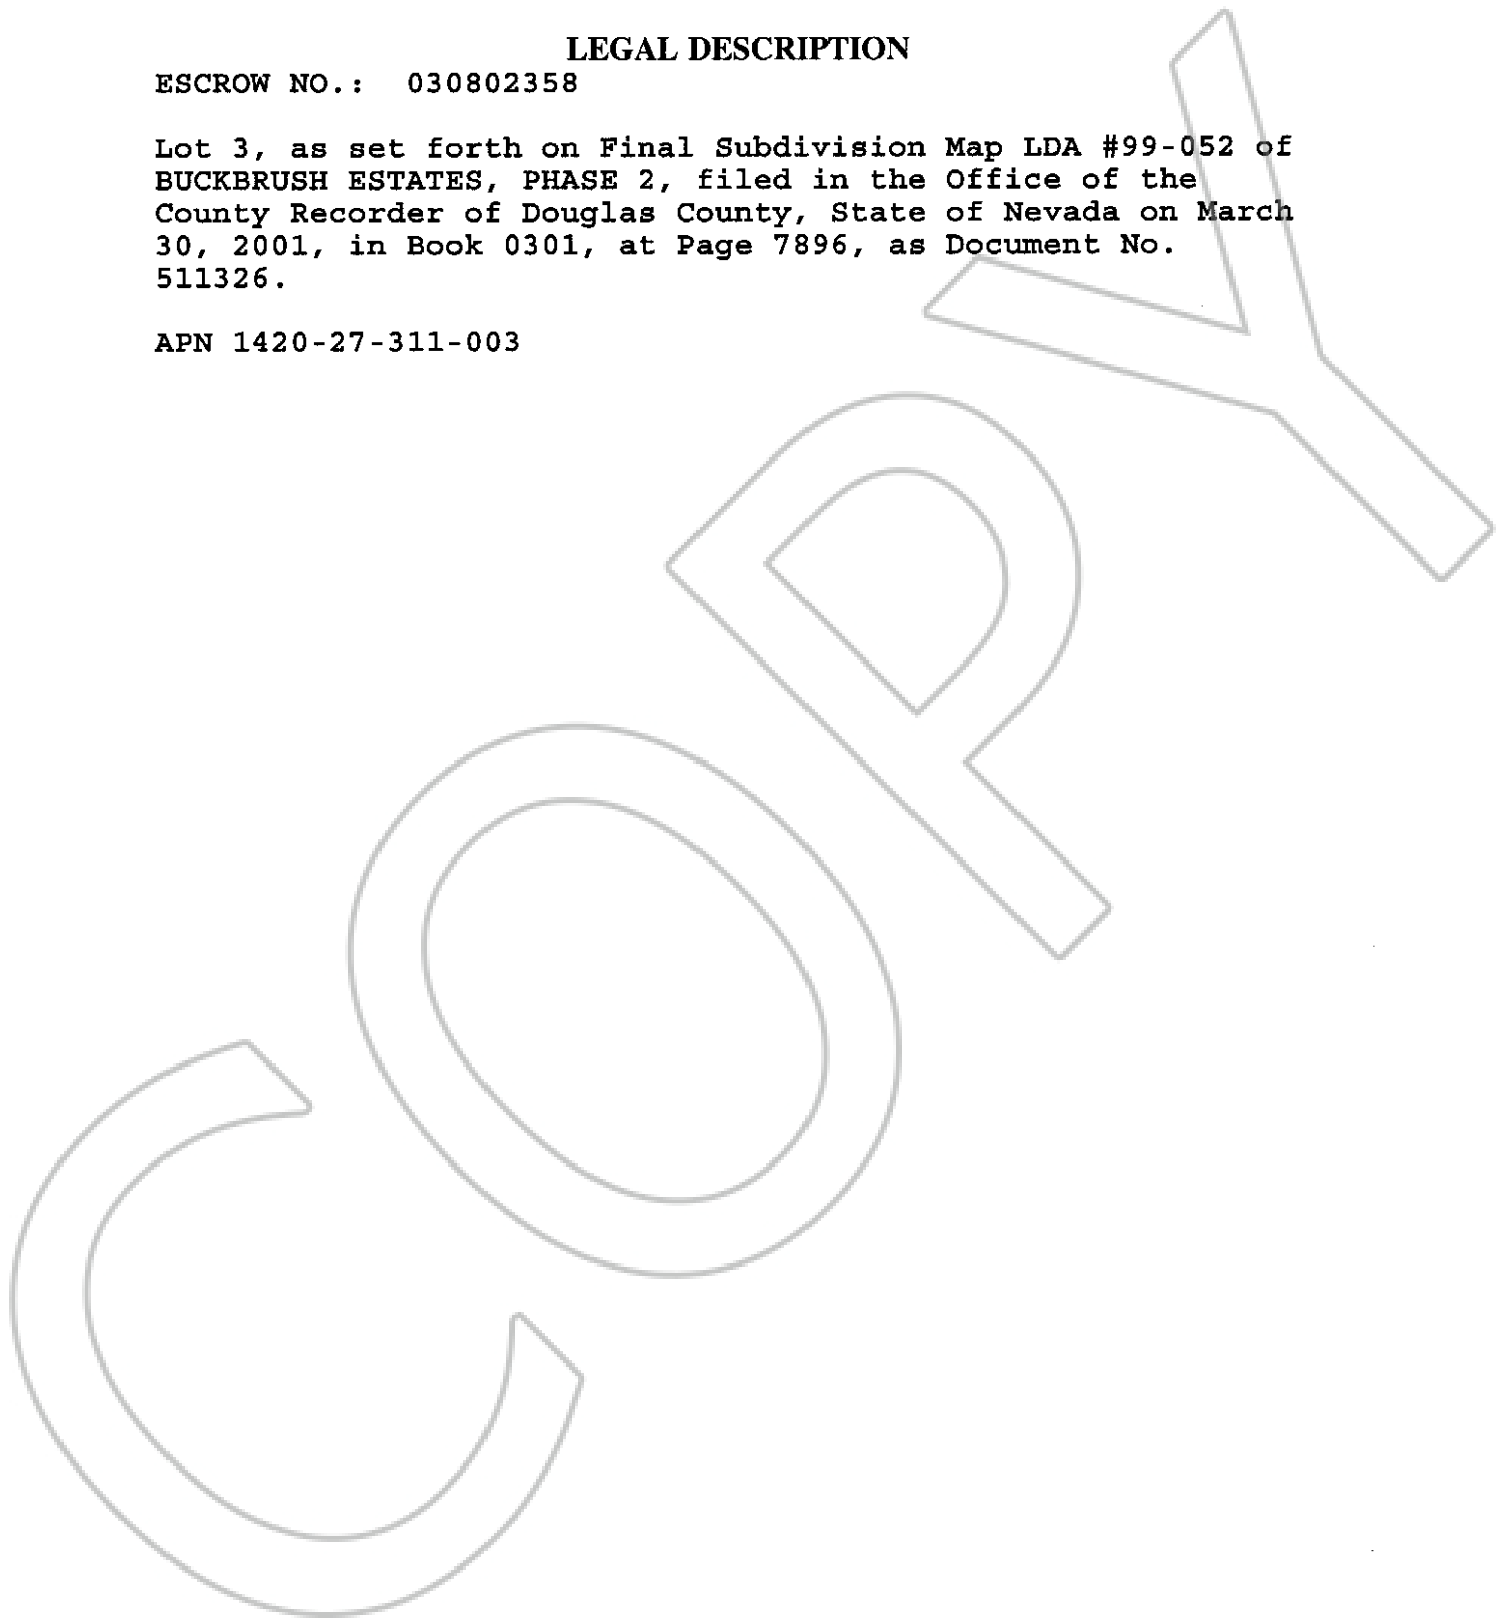 LEGAL DESCRIPTION
ESCROW NO.: 030802358
Lot 3, as set forth on Final Subdivision Map LDA #99-052 of
BUCKBRUSH ESTATES, PHASE 2, filed in the Office of the
County Recorder of Douglas County, State of Nevada on March
30, 2001, in Book 0301, at Page 7896, as Document No.
511326.
APN 1420-27-311-003
COPY